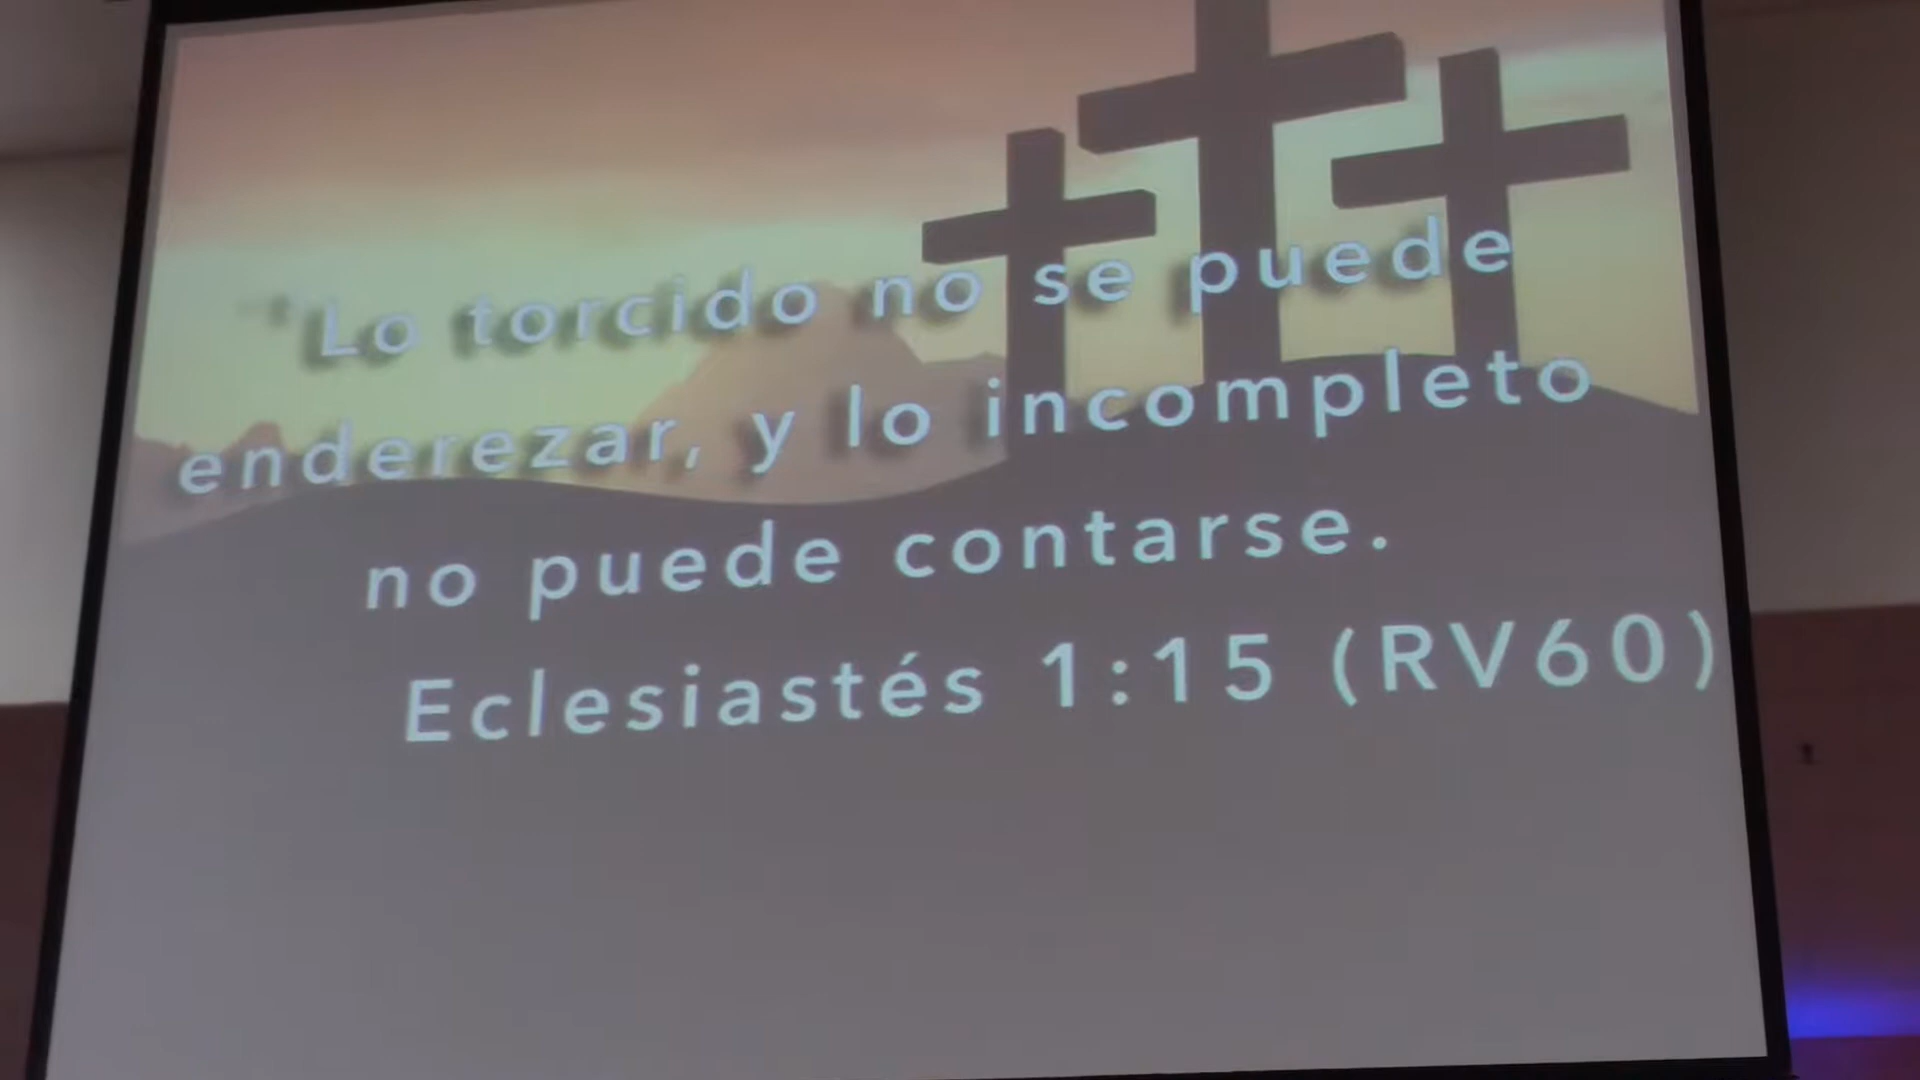 "Lo torcido no se puede
enderezar, y lo incompleto
no puede contarse.
Eclesiastés 1:15 (RV60)